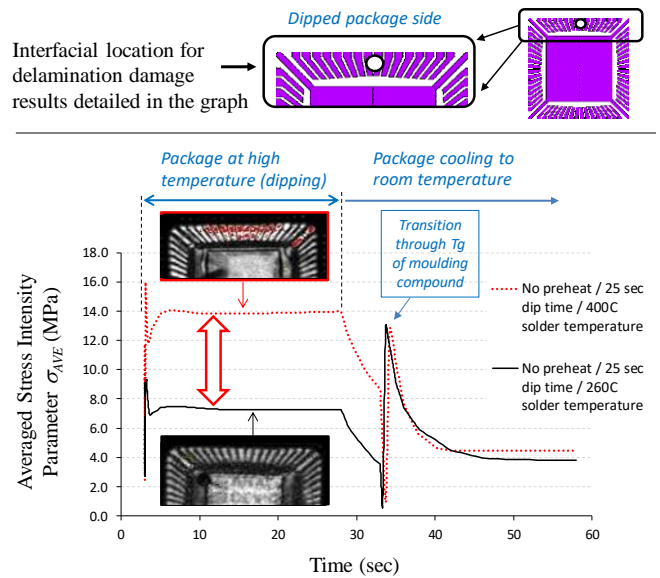 Dipped package side
Interfacial location for
delamination damage
results detailed in the graph
Package at high
temperature (dipping)
Package cooling to
room temperature
Transition
through Tg
of moulding
compound
Averaged Stress Intensity
Parameter σAVE (MPa)
18.0
16.0
14.0
12.0
10.0
8.0
6.0
4.0
2.0
0.0
No preheat / 25 sec
dip time / 400C
solder temperature
No preheat / 25 sec
dip time / 260C
solder temperature
0
10
20
30
40
50
60
Time (sec)